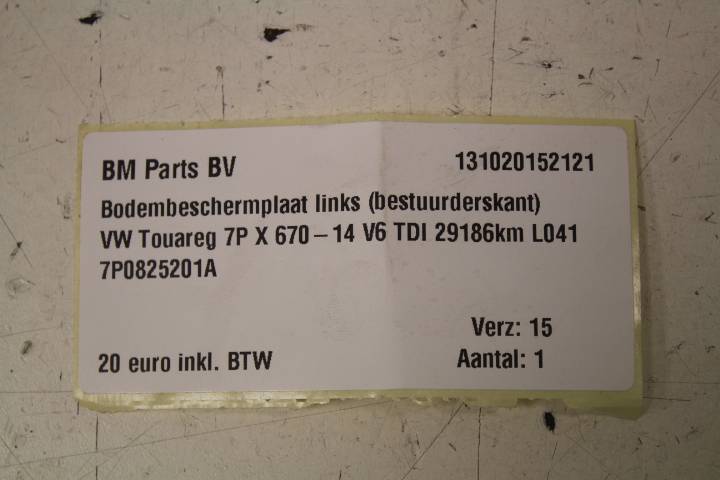 BM Parts BV 131020152121
Bodembeschermplaat links (bestuurderskant)
VW Touareg 7P X 670–14 V6 TDI 29186km L041
7P0825201A
Verz: 15
20 euro inkl. BTW Aantal: 1